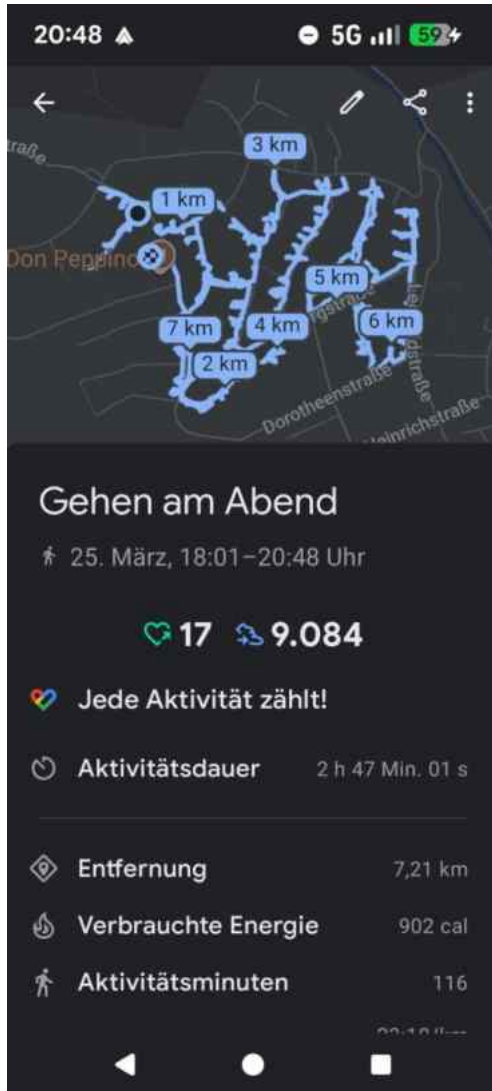 20:48
5G
59
3 km
1 km
Don Peppino
5 km
7 km
4 km
6 km
2 km
Dorotheenstraße
Heinrichstraße
Gehen am Abend
25. März, 18:01–20:48 Uhr
17 9.084
Jede Aktivität zählt!
Aktivitätsdauer 2 h 47 Min. 01 s
Entfernung 7,21 km
Verbrauchte Energie 902 cal
Aktivitätsminuten 116